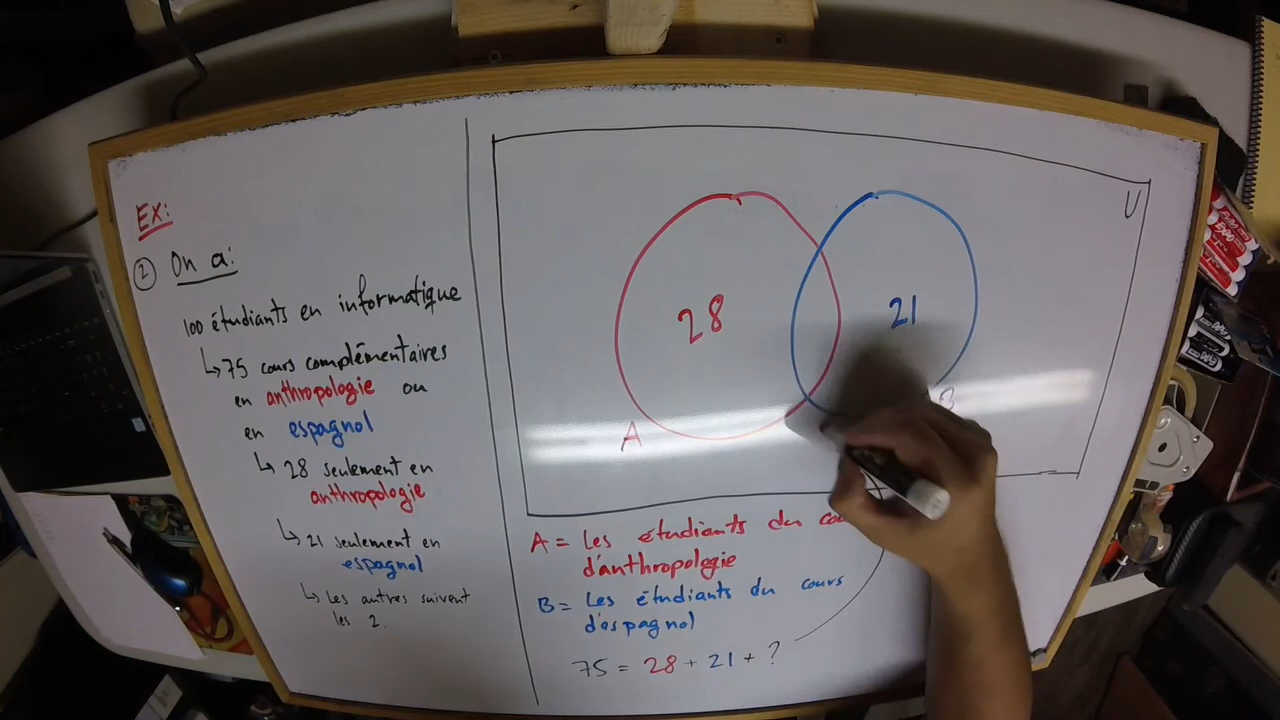 EX:
② On a:
100 étudiants en informatique
↳ 75 cours complémentaires
en anthropologie ou
en espagnol
↳ 28 seulement en
anthropologie
↳ 21 seulement en
espagnol
↳ Les autres suivent
les 2.
U
28
21
A
B
A = Les étudiants du
d'anthropologie
B = Les étudiants du cours
d'espagnol
75 = 28 + 21 + ?